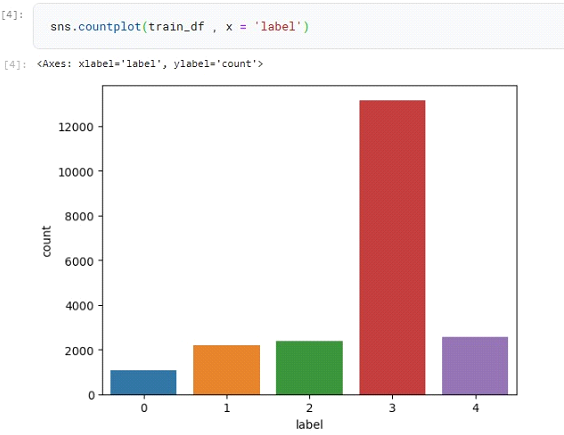 [4]:
sns.countplot(train_df , x = 'label')
[4]: <Axes: xlabel='label', ylabel='count'>
12000
10000
8000
6000
4000
2000
0
count
0 1 2 3 4
label